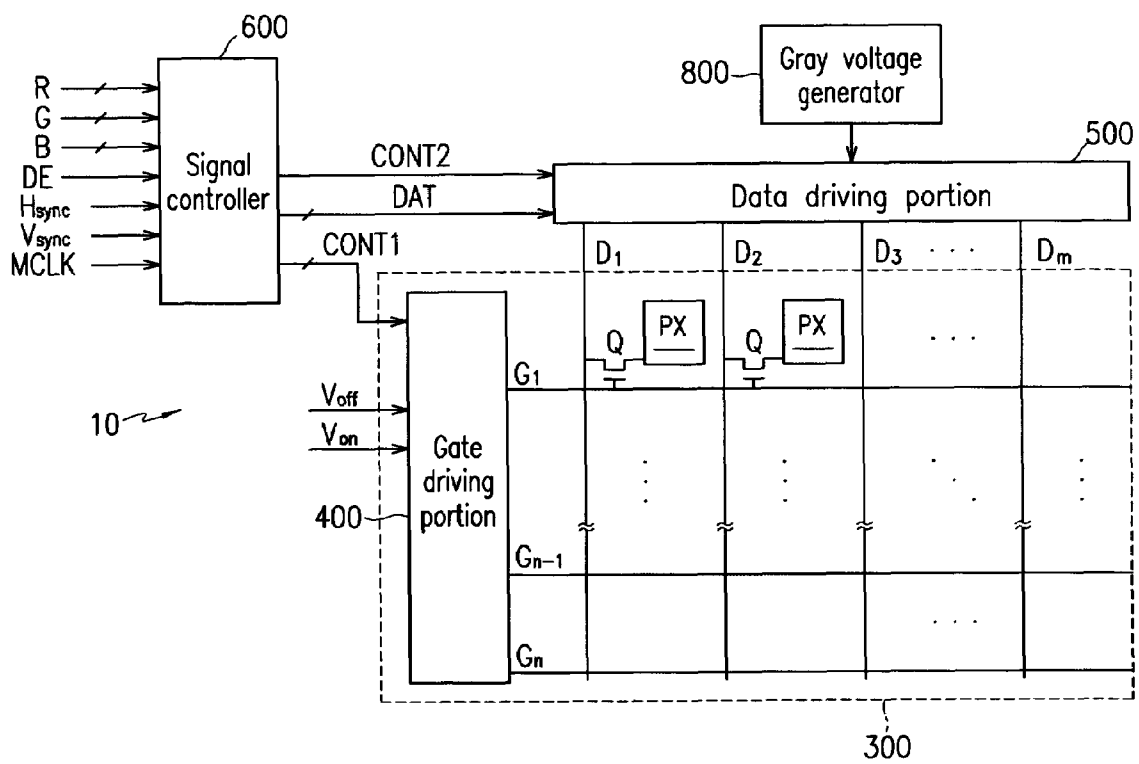 600
R
G
B
DE
Hsync
Vsync
MCLK
Signal
controller
CONT2
DAT
CONT1
800
Gray voltage
generator
500
Data driving portion
D1
D2
D3
. . .
Dm
PX
PX
Q
Q
. . .
G1
10
Voff
Von
Gate
driving
portion
400
Gn-1
. . .
Gn
300